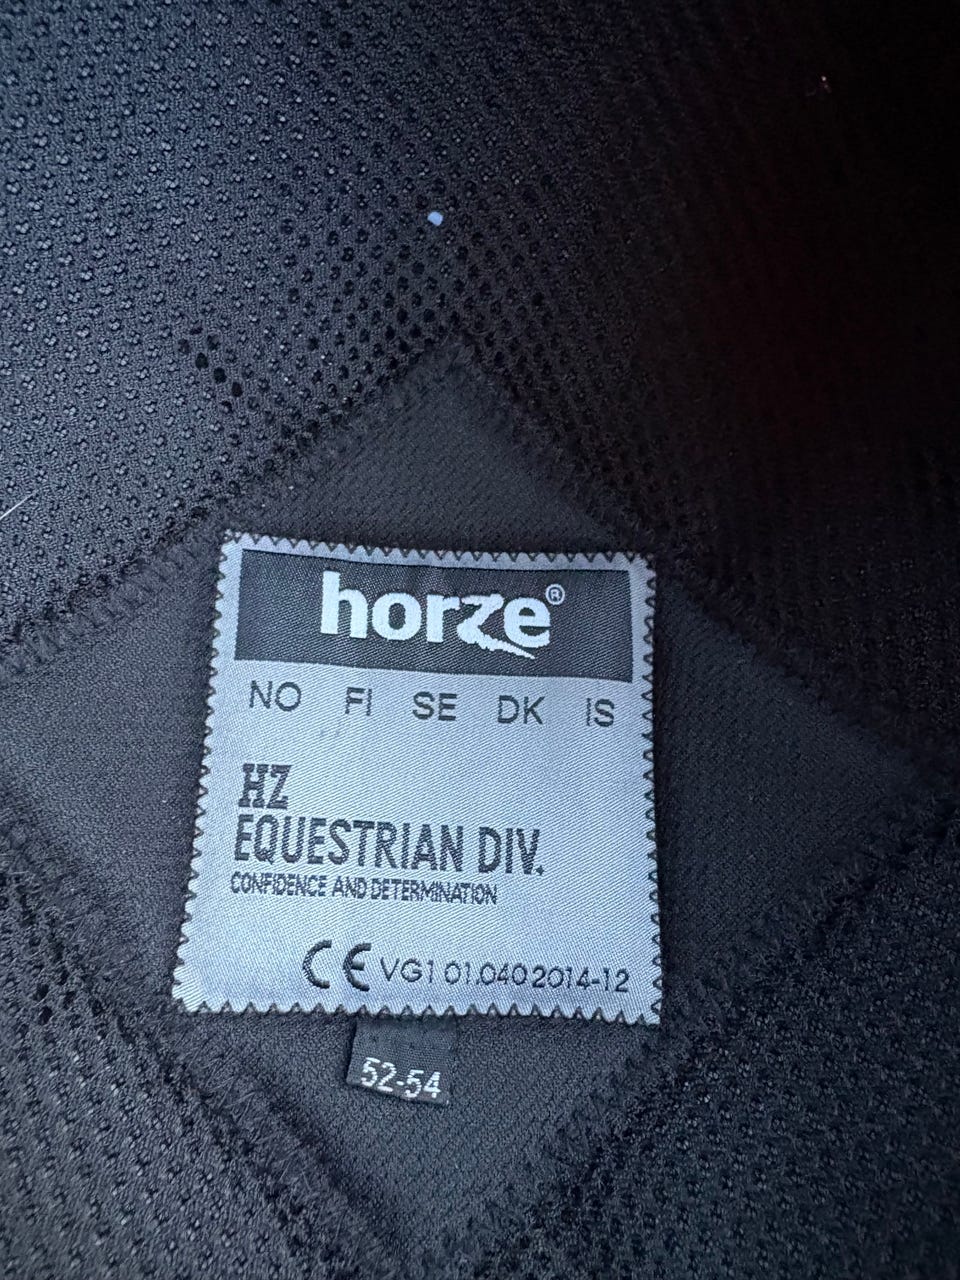 horze®
NO FI SE DK IS
HZ
EQUESTRIAN DIV.
CONFIDENCE AND DETERMINATION
CE VG1 01.040 2014-12
52-54